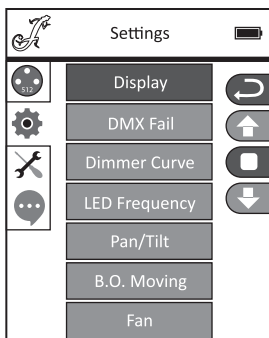 Settings
Display
512
DMX Fail
Dimmer Curve
LED Frequency
Pan/Tilt
B.O. Moving
Fan